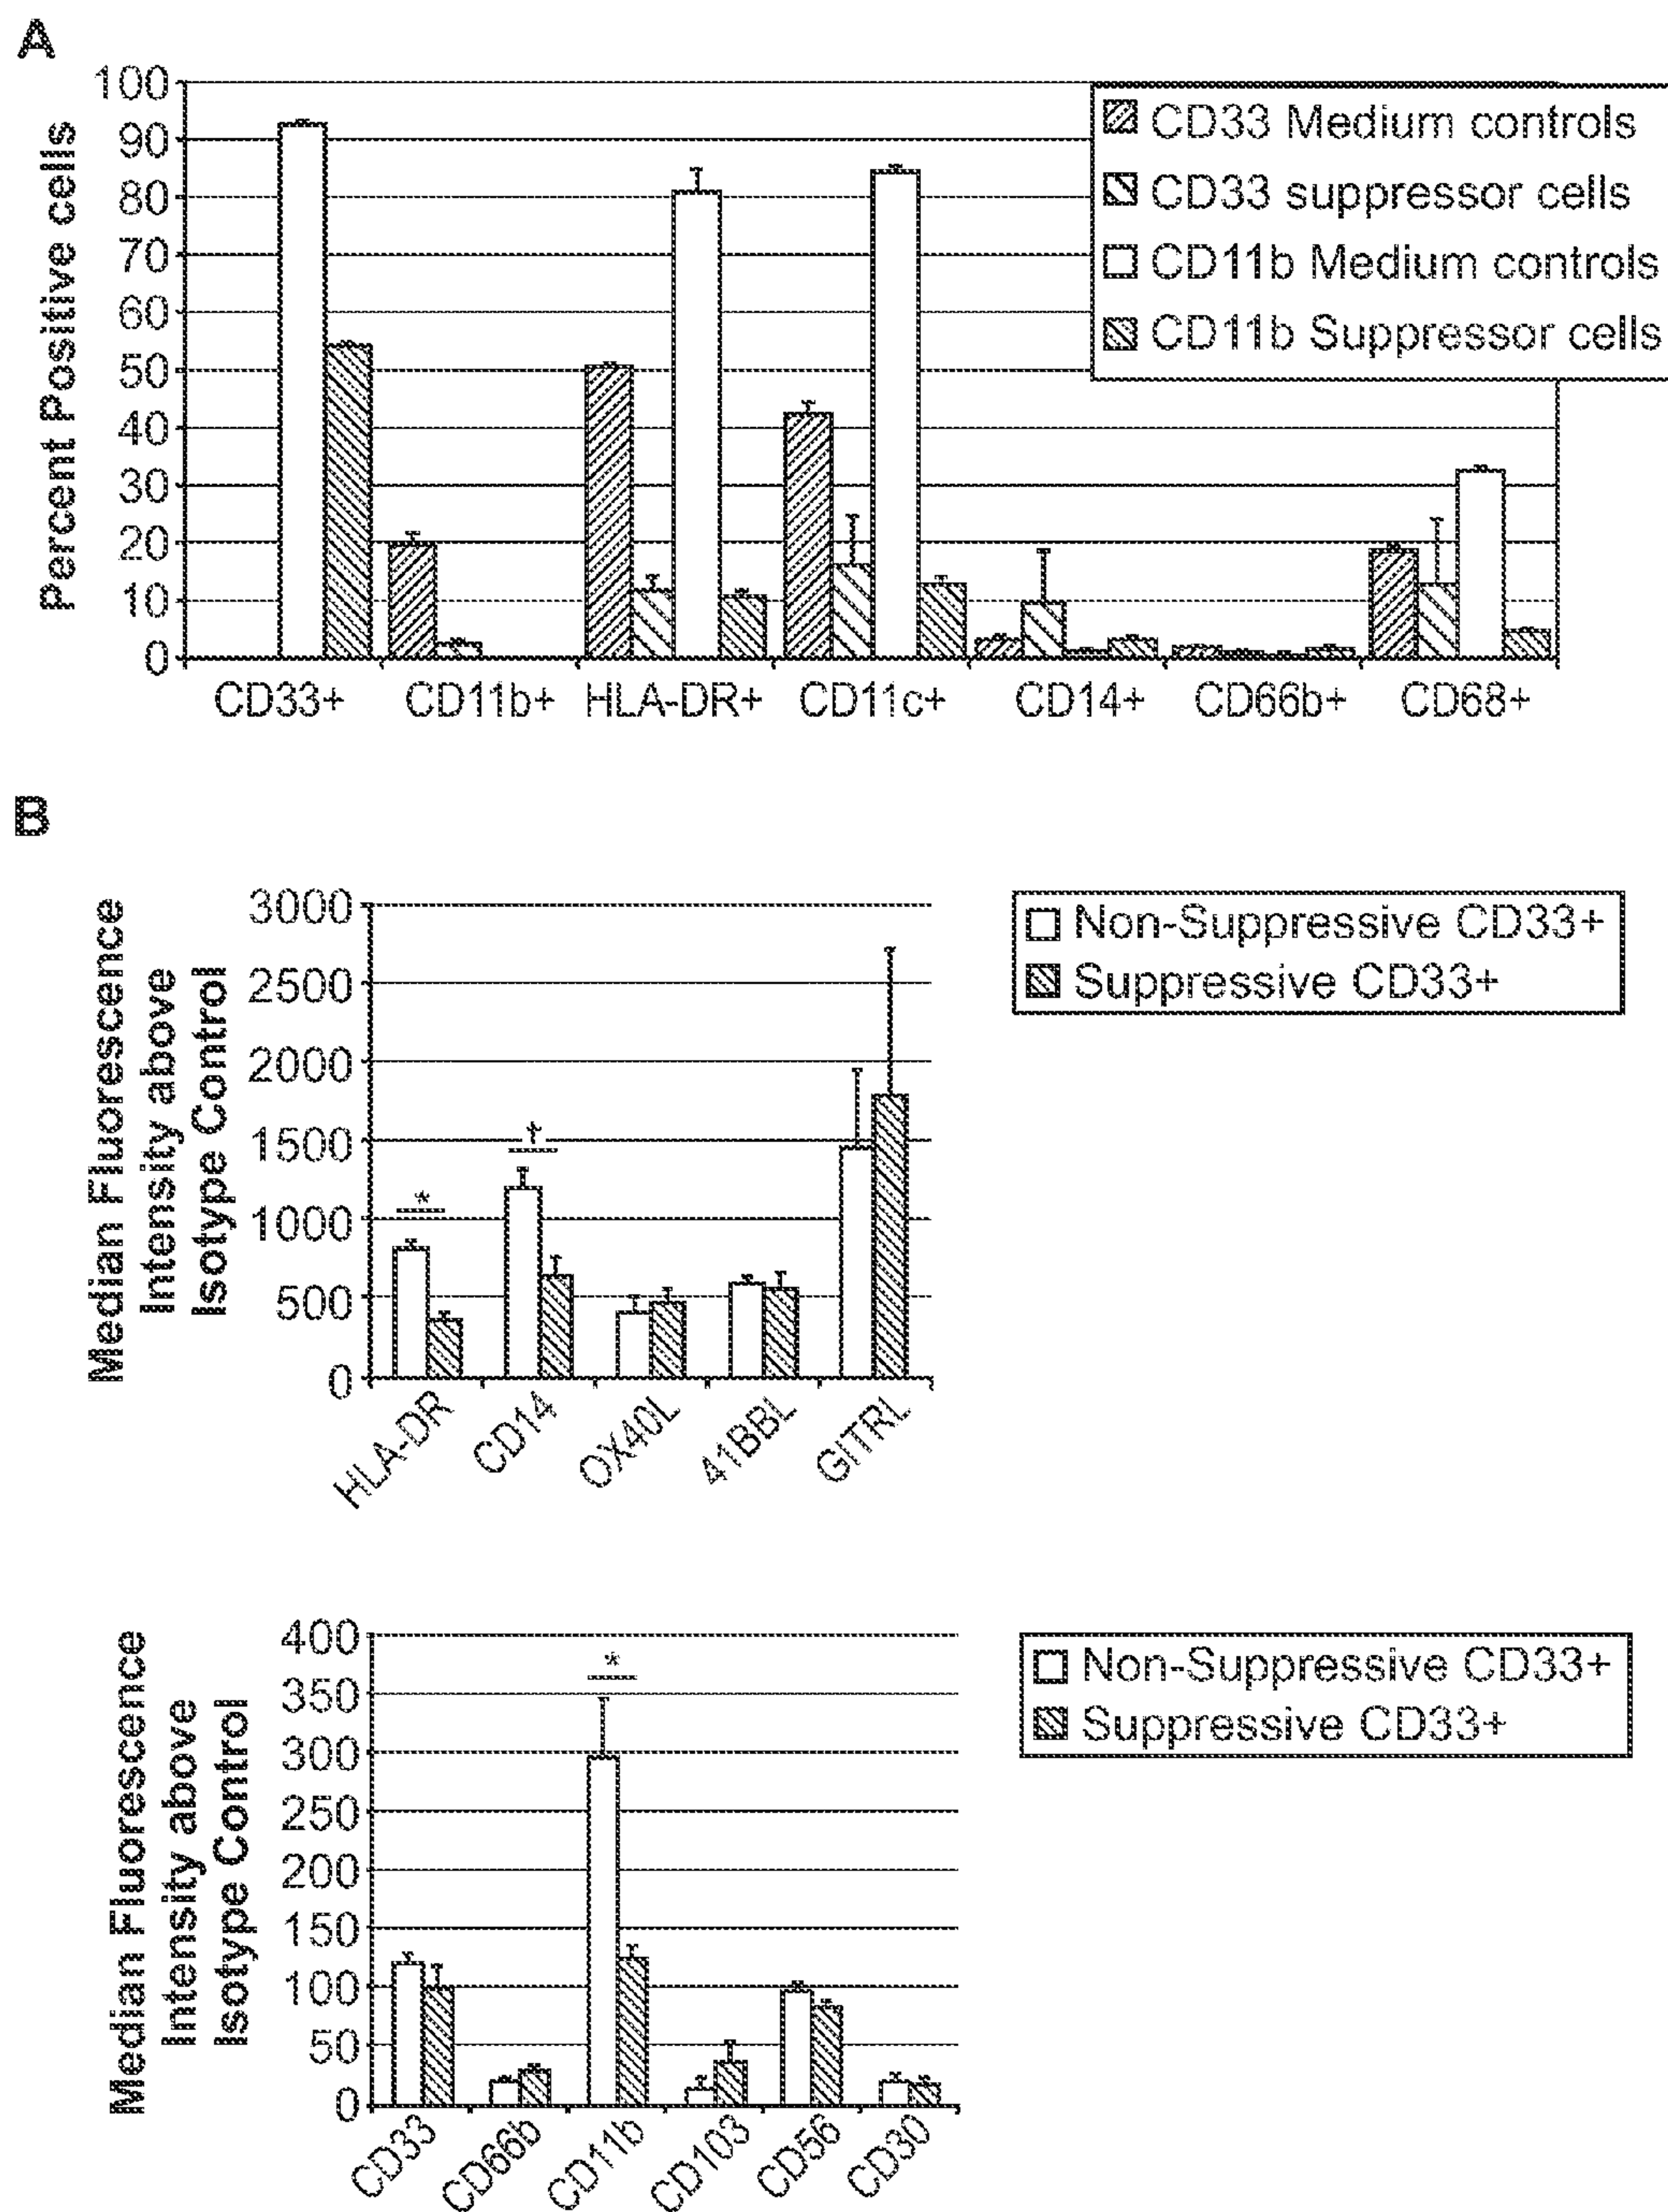 A
Percent Positive cells
100
90
80
70
60
50
40
30
20
10
0
CD33 Medium controls
CD33 suppressor cells
CD11b Medium controls
CD11b Suppressor cells
CD33+ CD11b+ HLA-DR+ CD11c+ CD14+ CD66b+ CD68+
B
Median Fluorescence
Intensity above
Isotype Control
3000
2500
2000
1500
1000
500
0
*
†
HLA-DR CD14 OX40L 41BBL GITRL
Non-Suppressive CD33+
Suppressive CD33+
Median Fluorescence
Intensity above
Isotype Control
400
350
300
250
200
150
100
50
0
*
CD33 CD66b CD11b CD103 CD56 CD30
Non-Suppressive CD33+
Suppressive CD33+